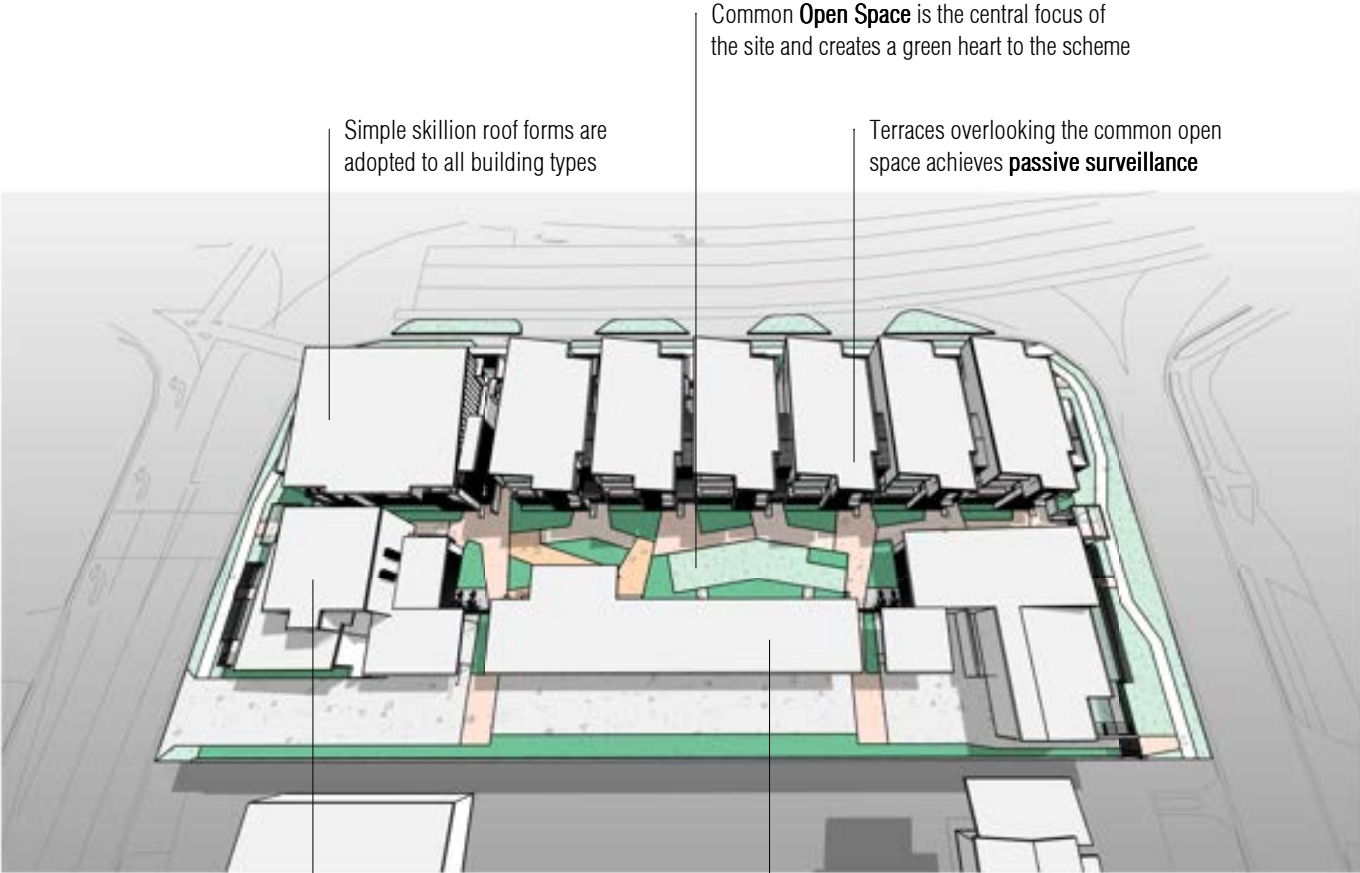 Common Open Space is the central focus of
the site and creates a green heart to the scheme
Simple skillion roof forms are
adopted to all building types
Terraces overlooking the common open
space achieves passive surveillance